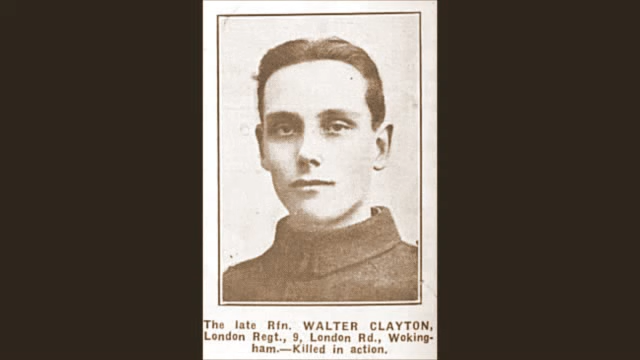 The late Rfn. WALTER CLAYTON,
London Regt., 9, London Rd., Woking-
ham.—Killed in action.